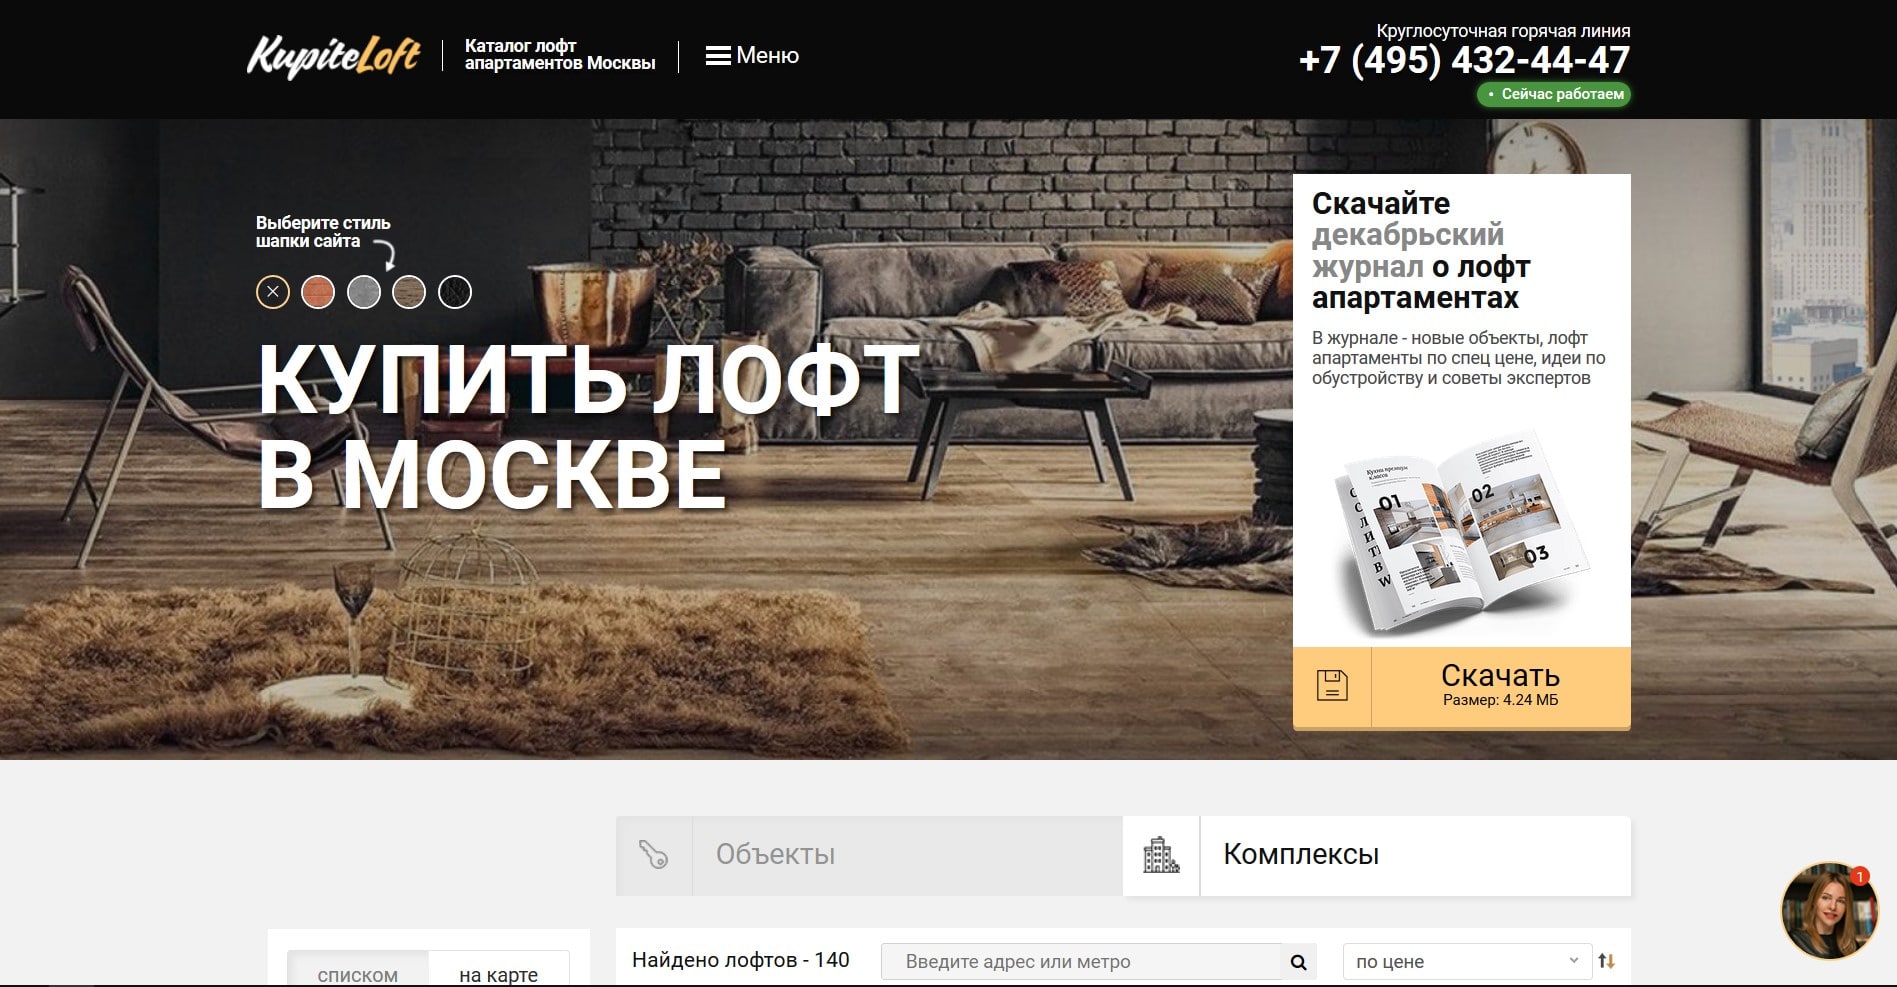 KupiteLoft
Каталог лофт
апартаментов Москвы
Меню
Круглосуточная горячая линия
+7 (495) 432-44-47
Сейчас работаем
Выберите стиль
шапки сайта
КУПИТЬ ЛОФТ
В МОСКВЕ
Скачайте
декабрьский
журнал о лофт
апартаментах
В журнале - новые объекты, лофт
апартаменты по спец цене, идеи по
обустройству и советы экспертов
01
02
03
Скачать
Размер: 4.24 МБ
Объекты
Комплексы
1
списком
на карте
Найдено лофтов - 140
Введите адрес или метро
по цене